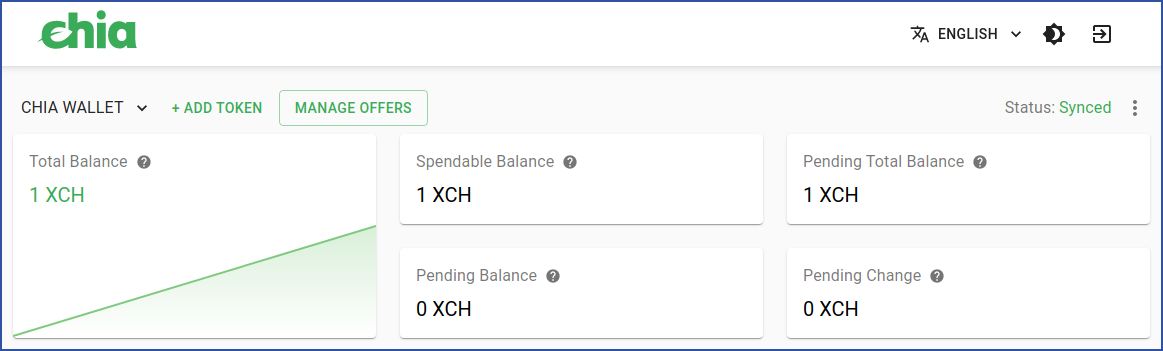 chia
ENGLISH
CHIA WALLET + ADD TOKEN MANAGE OFFERS Status: Synced
Total Balance ?
1 XCH
Spendable Balance ?
1 XCH
Pending Total Balance ?
1 XCH
Pending Balance ?
0 XCH
Pending Change ?
0 XCH